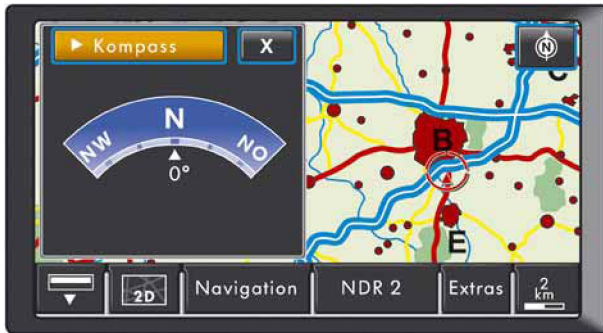 Kompass X
N
NW N NO
0°
C
B
E
2D Navigation NDR 2 Extras 2 km